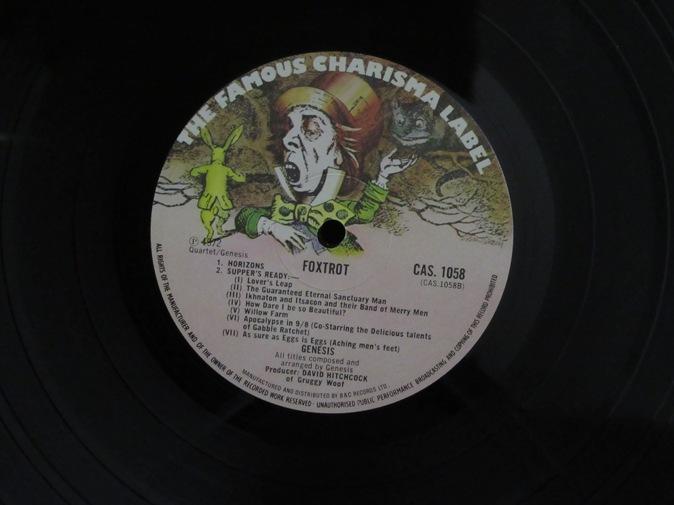 THE FAMOUS CHARISMA LABEL
℗ 1972
Quartet/Genesis
FOXTROT
CAS. 1058
(CAS.1058B)
1. HORIZONS
2. SUPPER'S READY:—
(I) Lover's Leap
(II) The Guaranteed Eternal Sanctuary Man
(III) Ikhnaton and Itsacon and their Band of Merry Men
(IV) How Dare I be so Beautiful?
(V) Willow Farm
(VI) Apocalypse in 9/8 (Co-Starring the Delicious talents
of Gabble Ratchet)
(VII) As sure as Eggs is Eggs (Aching men's feet)
GENESIS
All titles composed and
arranged by Genesis
Producer: DAVID HITCHCOCK
of Gruggy Woof
MANUFACTURED AND DISTRIBUTED BY B&C RECORDS LTD.
ALL RIGHTS OF THE MANUFACTURER AND OF THE OWNER OF THE RECORDED WORK RESERVED · UNAUTHORISED PUBLIC PERFORMANCE BROADCASTING AND COPYING OF THIS RECORD PROHIBITED